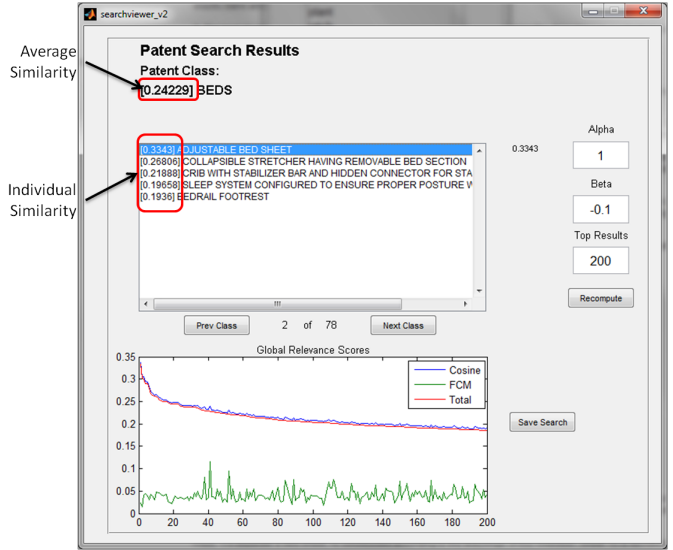 searchviewer_v2
Average
Similarity
Patent Search Results
Patent Class:
[0.24229] BEDS
Individual
Similarity
[0.3343] ADJUSTABLE BED SHEET
[0.26806] COLLAPSIBLE STRETCHER HAVING REMOVABLE BED SECTION
[0.21888] CRIB WITH STABILIZER BAR AND HIDDEN CONNECTOR FOR STA
[0.19658] SLEEP SYSTEM CONFIGURED TO ENSURE PROPER POSTURE W
[0.1936] BEDRAIL FOOTREST
0.3343
Alpha
1
Beta
-0.1
Top Results
200
Recompute
Prev Class
2 of 78
Next Class
Global Relevance Scores
0.35
0.3
0.25
0.2
0.15
0.1
0.05
0
0 20 40 60 80 100 120 140 160 180 200
Cosine
FCM
Total
Save Search